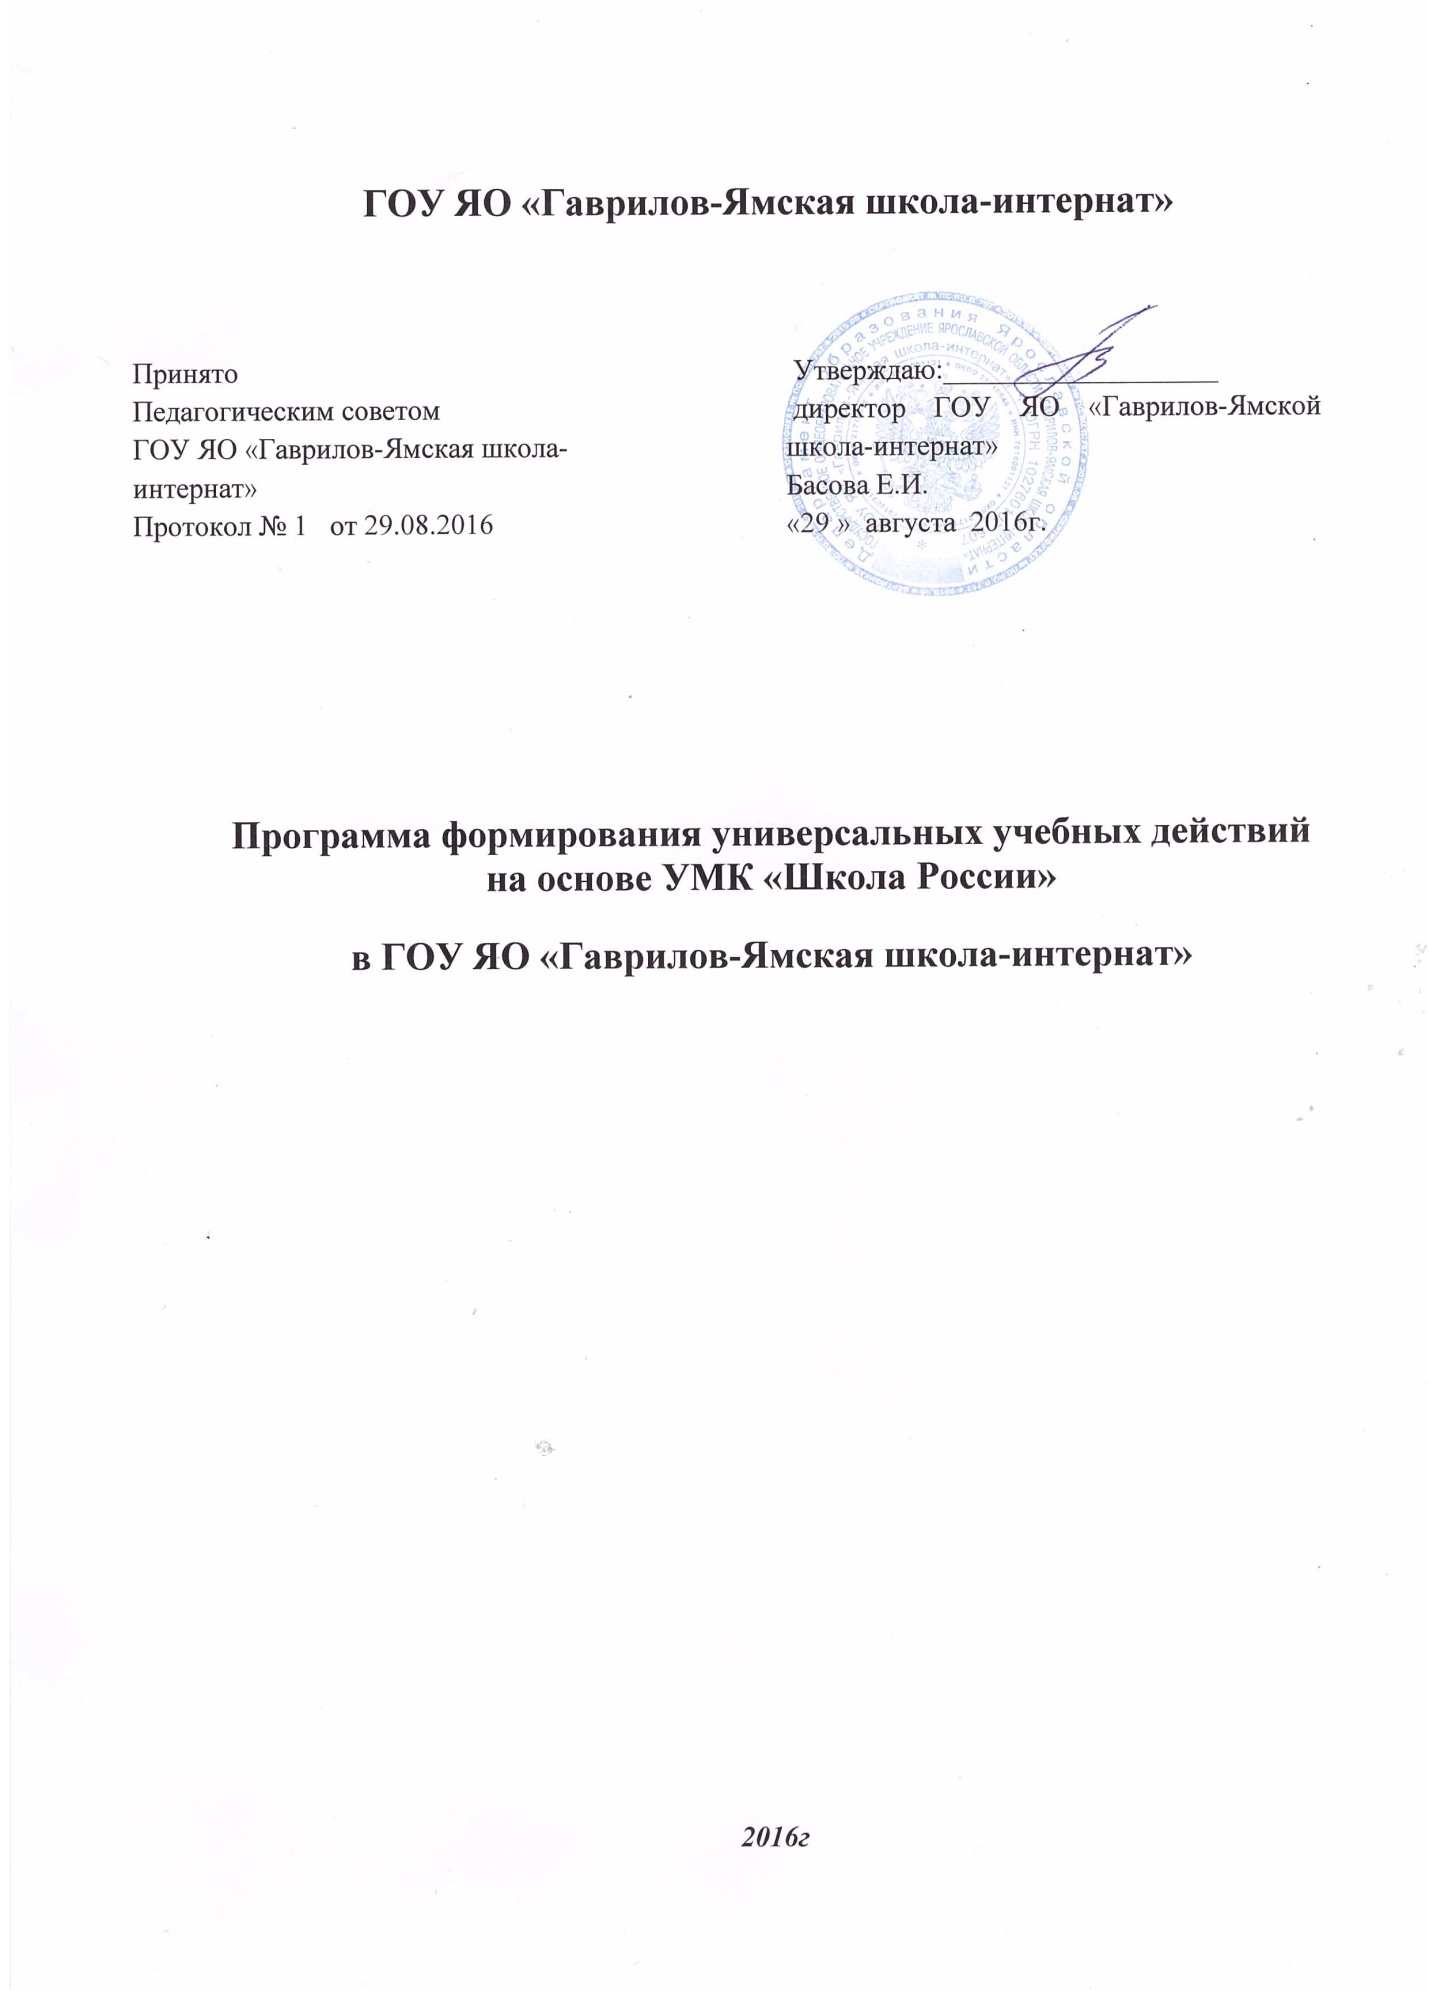 ГОУ ЯО «Гаврилов-Ямская школа-интернат»
Принято
Педагогическим советом
ГОУ ЯО «Гаврилов-Ямская школа-
интернат»
Протокол № 1 от 29.08.2016
Утверждаю:____________________
директор ГОУ ЯО «Гаврилов-Ямской
школа-интернат»
Басова Е.И.
«29 » августа 2016г.
Программа формирования универсальных учебных действий
на основе УМК «Школа России»
в ГОУ ЯО «Гаврилов-Ямская школа-интернат»
2016г